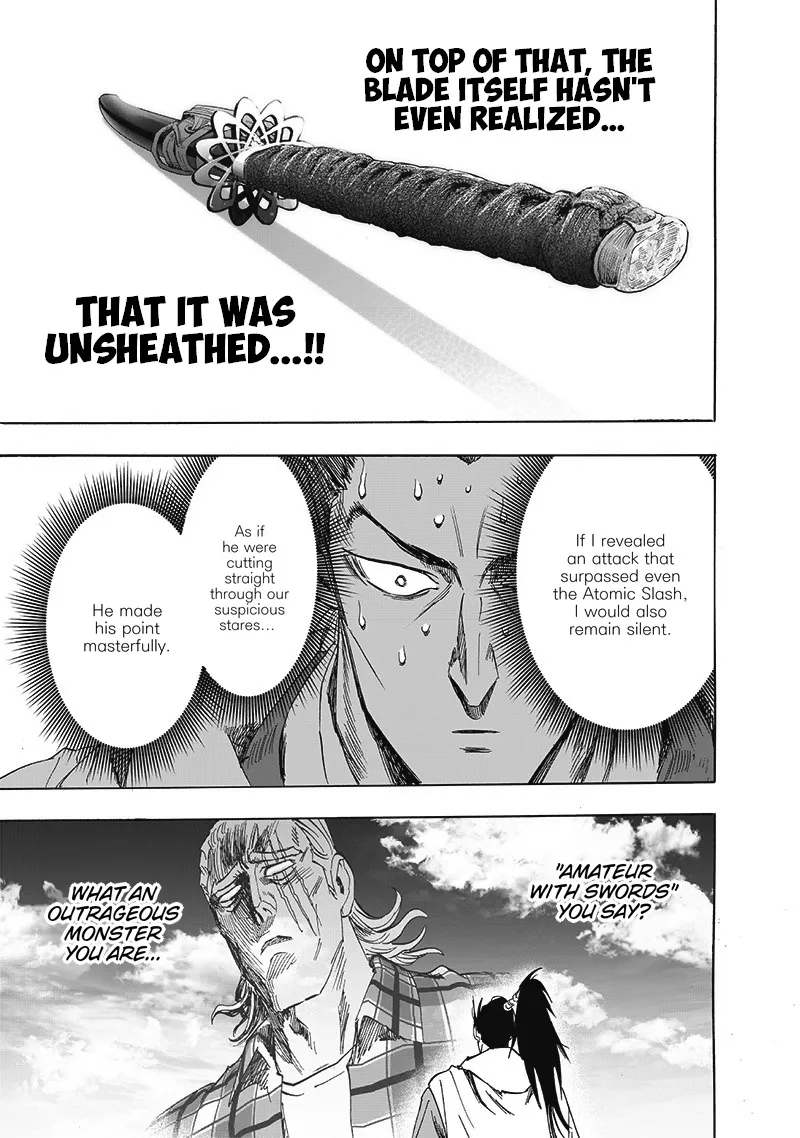 ON TOP OF THAT, THE
BLADE ITSELF HASN'T
EVEN REALIZED...
THAT IT WAS
UNSHEATHED...!!
If I revealed
an attack that
surpassed even
the Atomic Slash,
I would also
remain silent.
As if
he were
cutting
straight
through our
suspicious
stares...
He made
his point
masterfully.
"AMATEUR
WITH SWORDS"
YOU SAY?
WHAT AN
OUTRAGEOUS
MONSTER
YOU ARE...